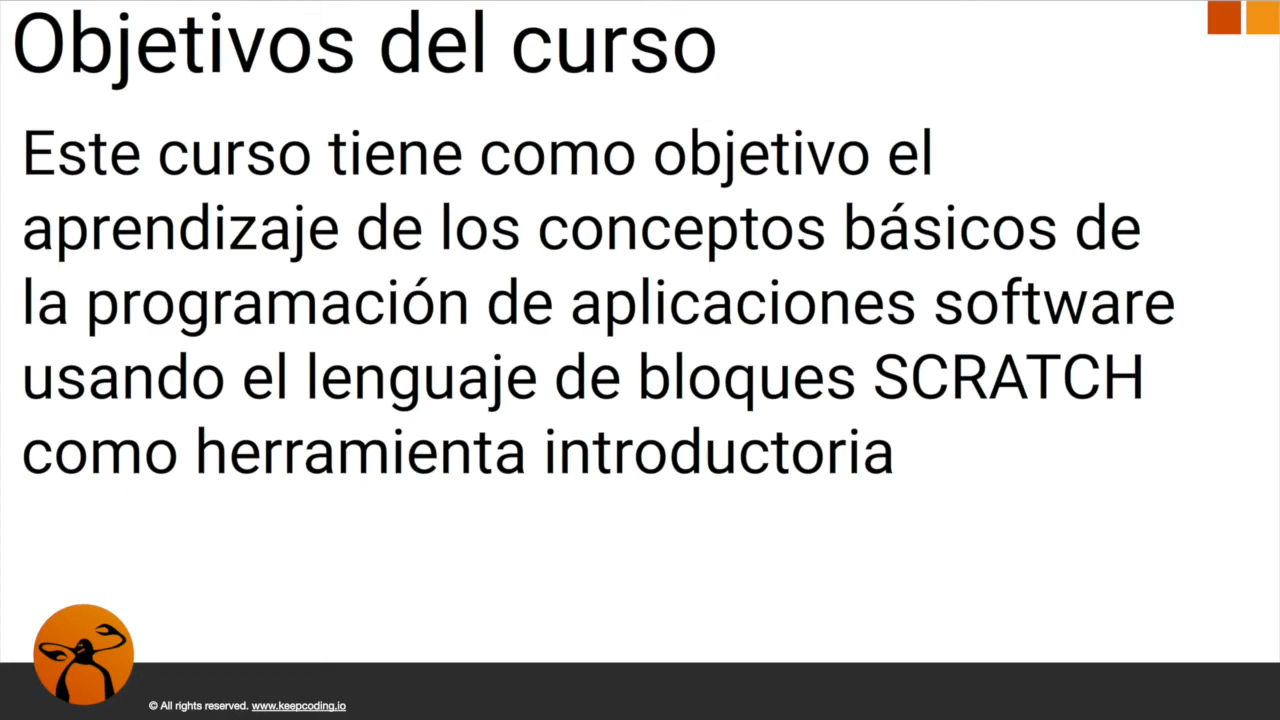 Objetivos del curso
Este curso tiene como objetivo el
aprendizaje de los conceptos básicos de
la programación de aplicaciones software
usando el lenguaje de bloques SCRATCH
como herramienta introductoria
© All rights reserved. www.keepcoding.io